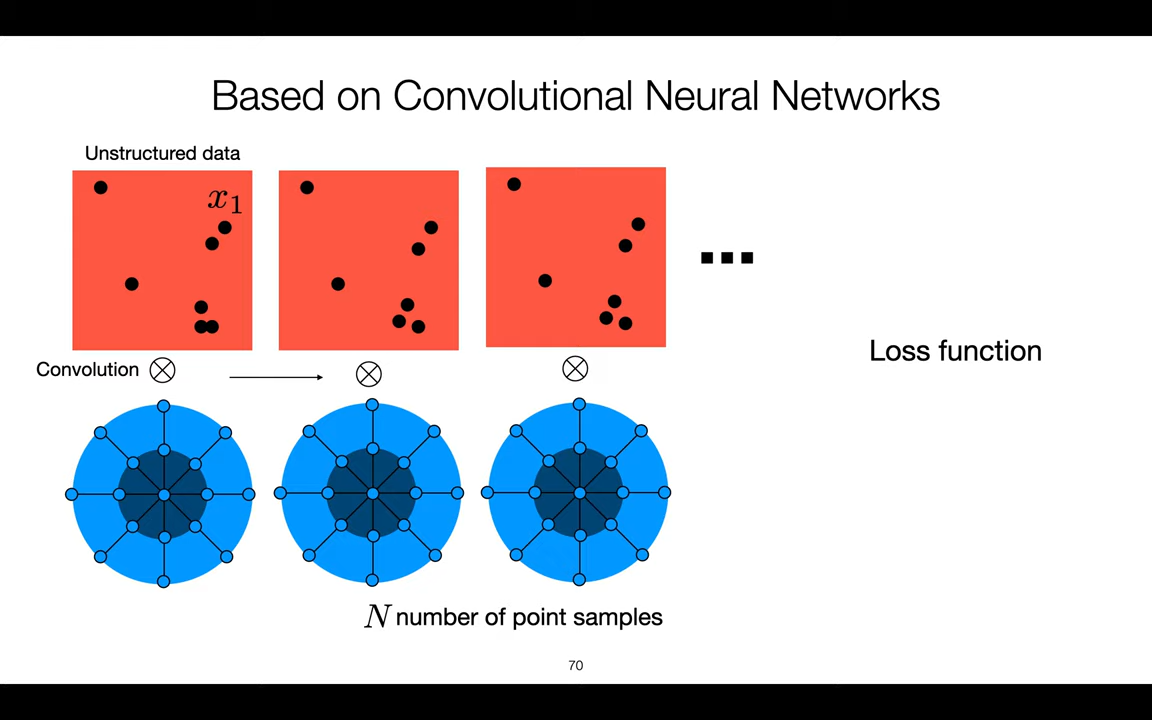 Based on Convolutional Neural Networks
Unstructured data
x₁
...
Loss function
Convolution
N number of point samples
70